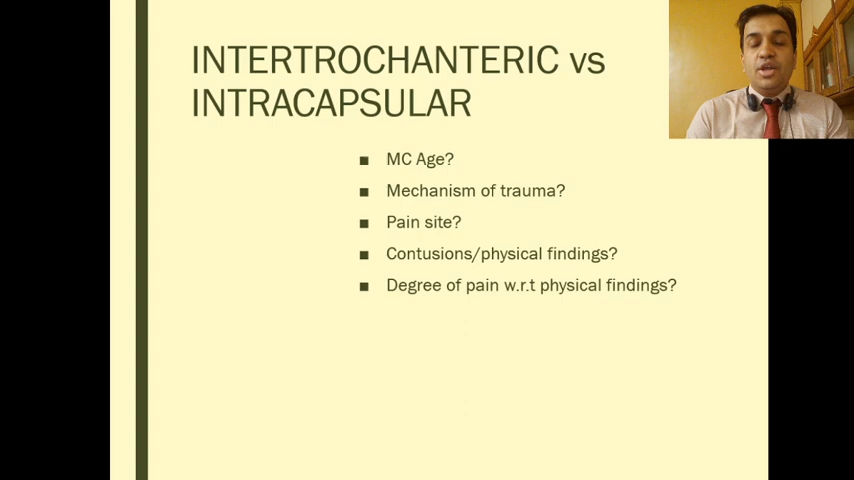 INTERTROCHANTERIC vs
INTRACAPSULAR
■ MC Age?
■ Mechanism of trauma?
■ Pain site?
■ Contusions/physical findings?
■ Degree of pain w.r.t physical findings?